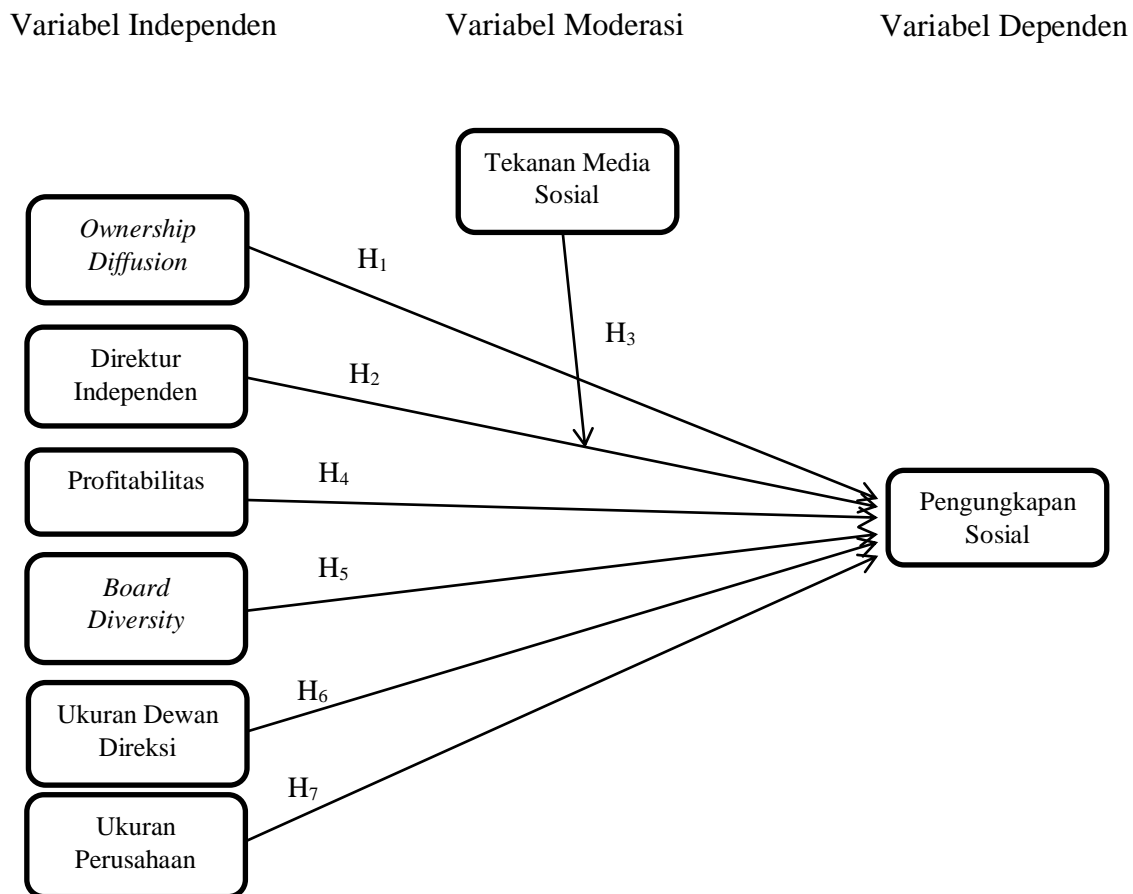 Variabel Independen Variabel Moderasi Variabel Dependen
Tekanan Media
Sosial
Ownership
Diffusion
H₁
H₃
Direktur
Independen
H₂
Profitabilitas
H₄
Pengungkapan
Sosial
Board
Diversity
H₅
Ukuran Dewan
Direksi
H₆
Ukuran
Perusahaan
H₇